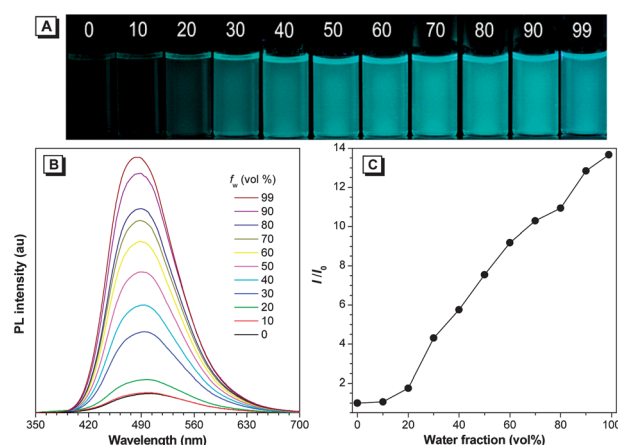 A
0 10 20 30 40 50 60 70 80 90 99
B
fw (vol %)
99
90
80
70
60
50
40
30
20
10
0
PL intensity (au)
350 420 490 560 630 700
Wavelength (nm)
C
14
12
10
8
6
4
2
I/I0
0 20 40 60 80 100
Water fraction (vol%)